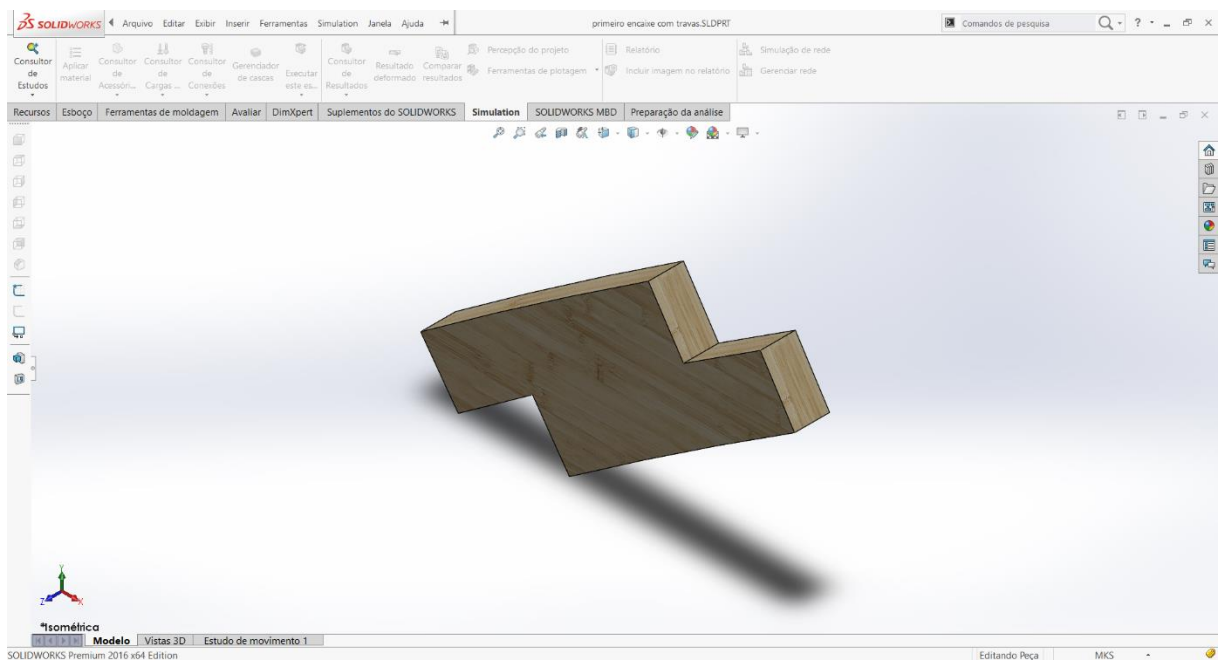 SOLIDWORKS Arquivo Editar Exibir Inserir Ferramentas Simulation Janela Ajuda primeiro encaixe com travas.SLDPRT Comandos de pesquisa ?
Consultor de Estudos
Aplicar material
Consultor de Acessóri...
Consultor de Cargas ...
Consultor de Conexões
Gerenciador de cascas
Executar este es...
Consultor de Resultados
Resultado deformado
Comparar resultados
Percepção do projeto
Ferramentas de plotagem
Relatório
Incluir imagem no relatório
Simulação de rede
Gerenciar rede
Recursos Esboço Ferramentas de moldagem Avaliar DimXpert Suplementos do SOLIDWORKS Simulation SOLIDWORKS MBD Preparação da análise
Y
Z X
*Isométrica
Modelo Vistas 3D Estudo de movimento 1
SOLIDWORKS Premium 2016 x64 Edition Editando Peça MKS